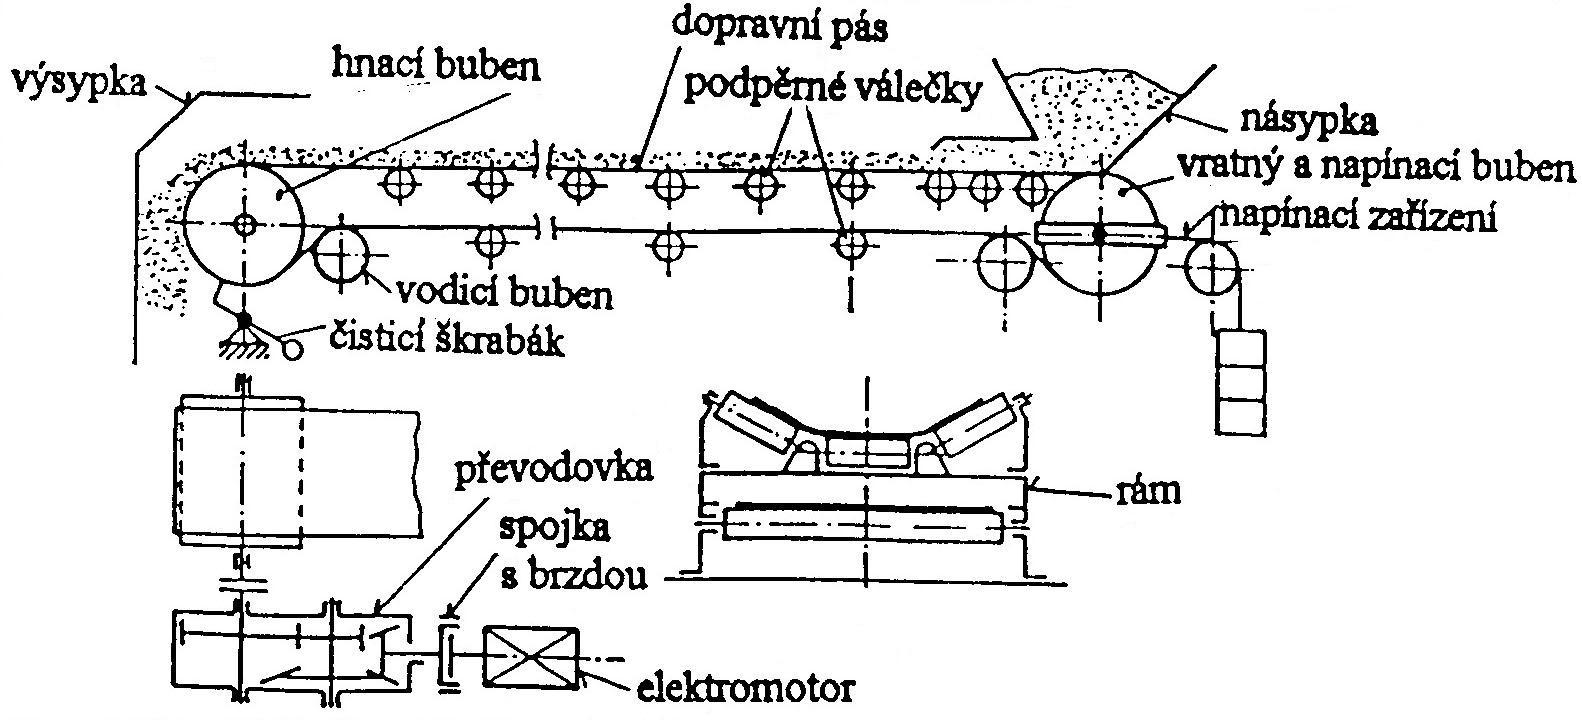 dopravní pás
hnací buben
výsypka
podpěrné válečky
násypka
vratný a napínací buben
napínací zařízení
vodicí buben
čisticí škrabák
převodovka
rám
spojka
s brzdou
elektromotor